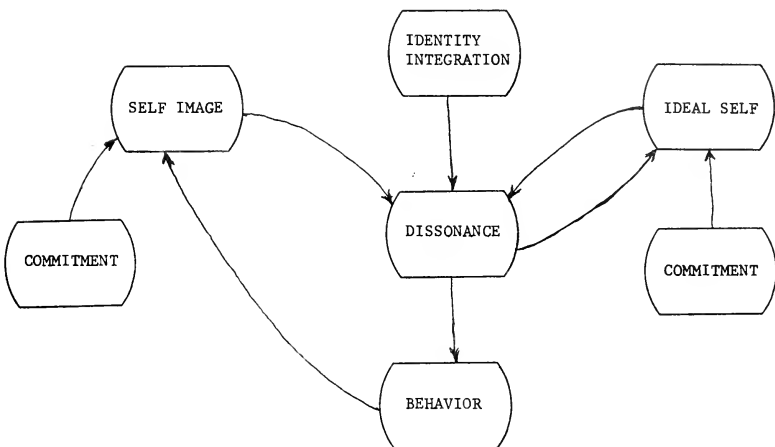 IDENTITY
INTEGRATION
SELF IMAGE
IDEAL SELF
DISSONANCE
COMMITMENT
COMMITMENT
BEHAVIOR